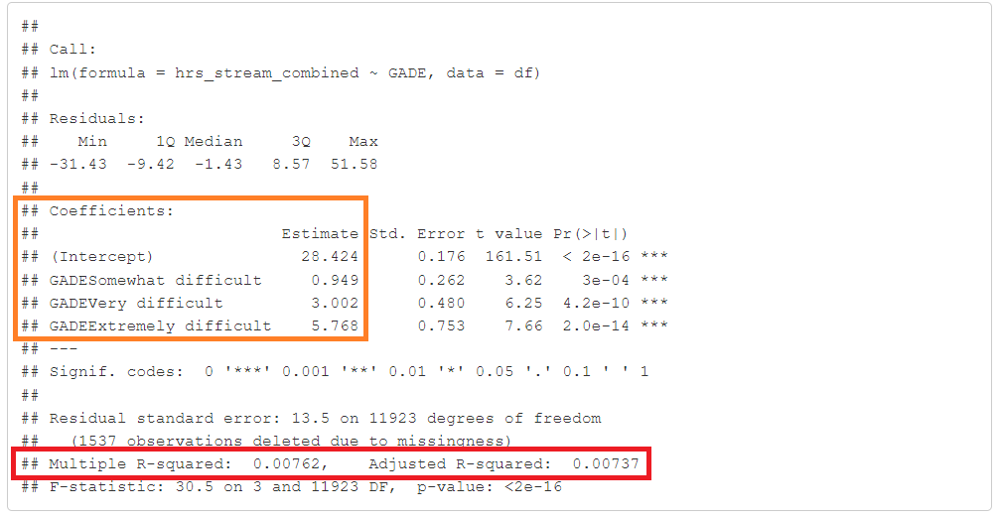 ##
## Call:
## lm(formula = hrs_stream_combined ~ GADE, data = df)
##
## Residuals:
##    Min     1Q Median     3Q    Max
## -31.43  -9.42  -1.43   8.57  51.58
##
## Coefficients:
##                         Estimate Std. Error t value Pr(>|t|)
## (Intercept)               28.424      0.176  161.51  < 2e-16 ***
## GADESomewhat difficult     0.949      0.262    3.62    3e-04 ***
## GADEVery difficult         3.002      0.480    6.25  4.2e-10 ***
## GADEExtremely difficult    5.768      0.753    7.66  2.0e-14 ***
## ---
## Signif. codes:  0 '***' 0.001 '**' 0.01 '*' 0.05 '.' 0.1 ' ' 1
##
## Residual standard error: 13.5 on 11923 degrees of freedom
##   (1537 observations deleted due to missingness)
## Multiple R-squared:  0.00762,    Adjusted R-squared:  0.00737
## F-statistic: 30.5 on 3 and 11923 DF,  p-value: <2e-16